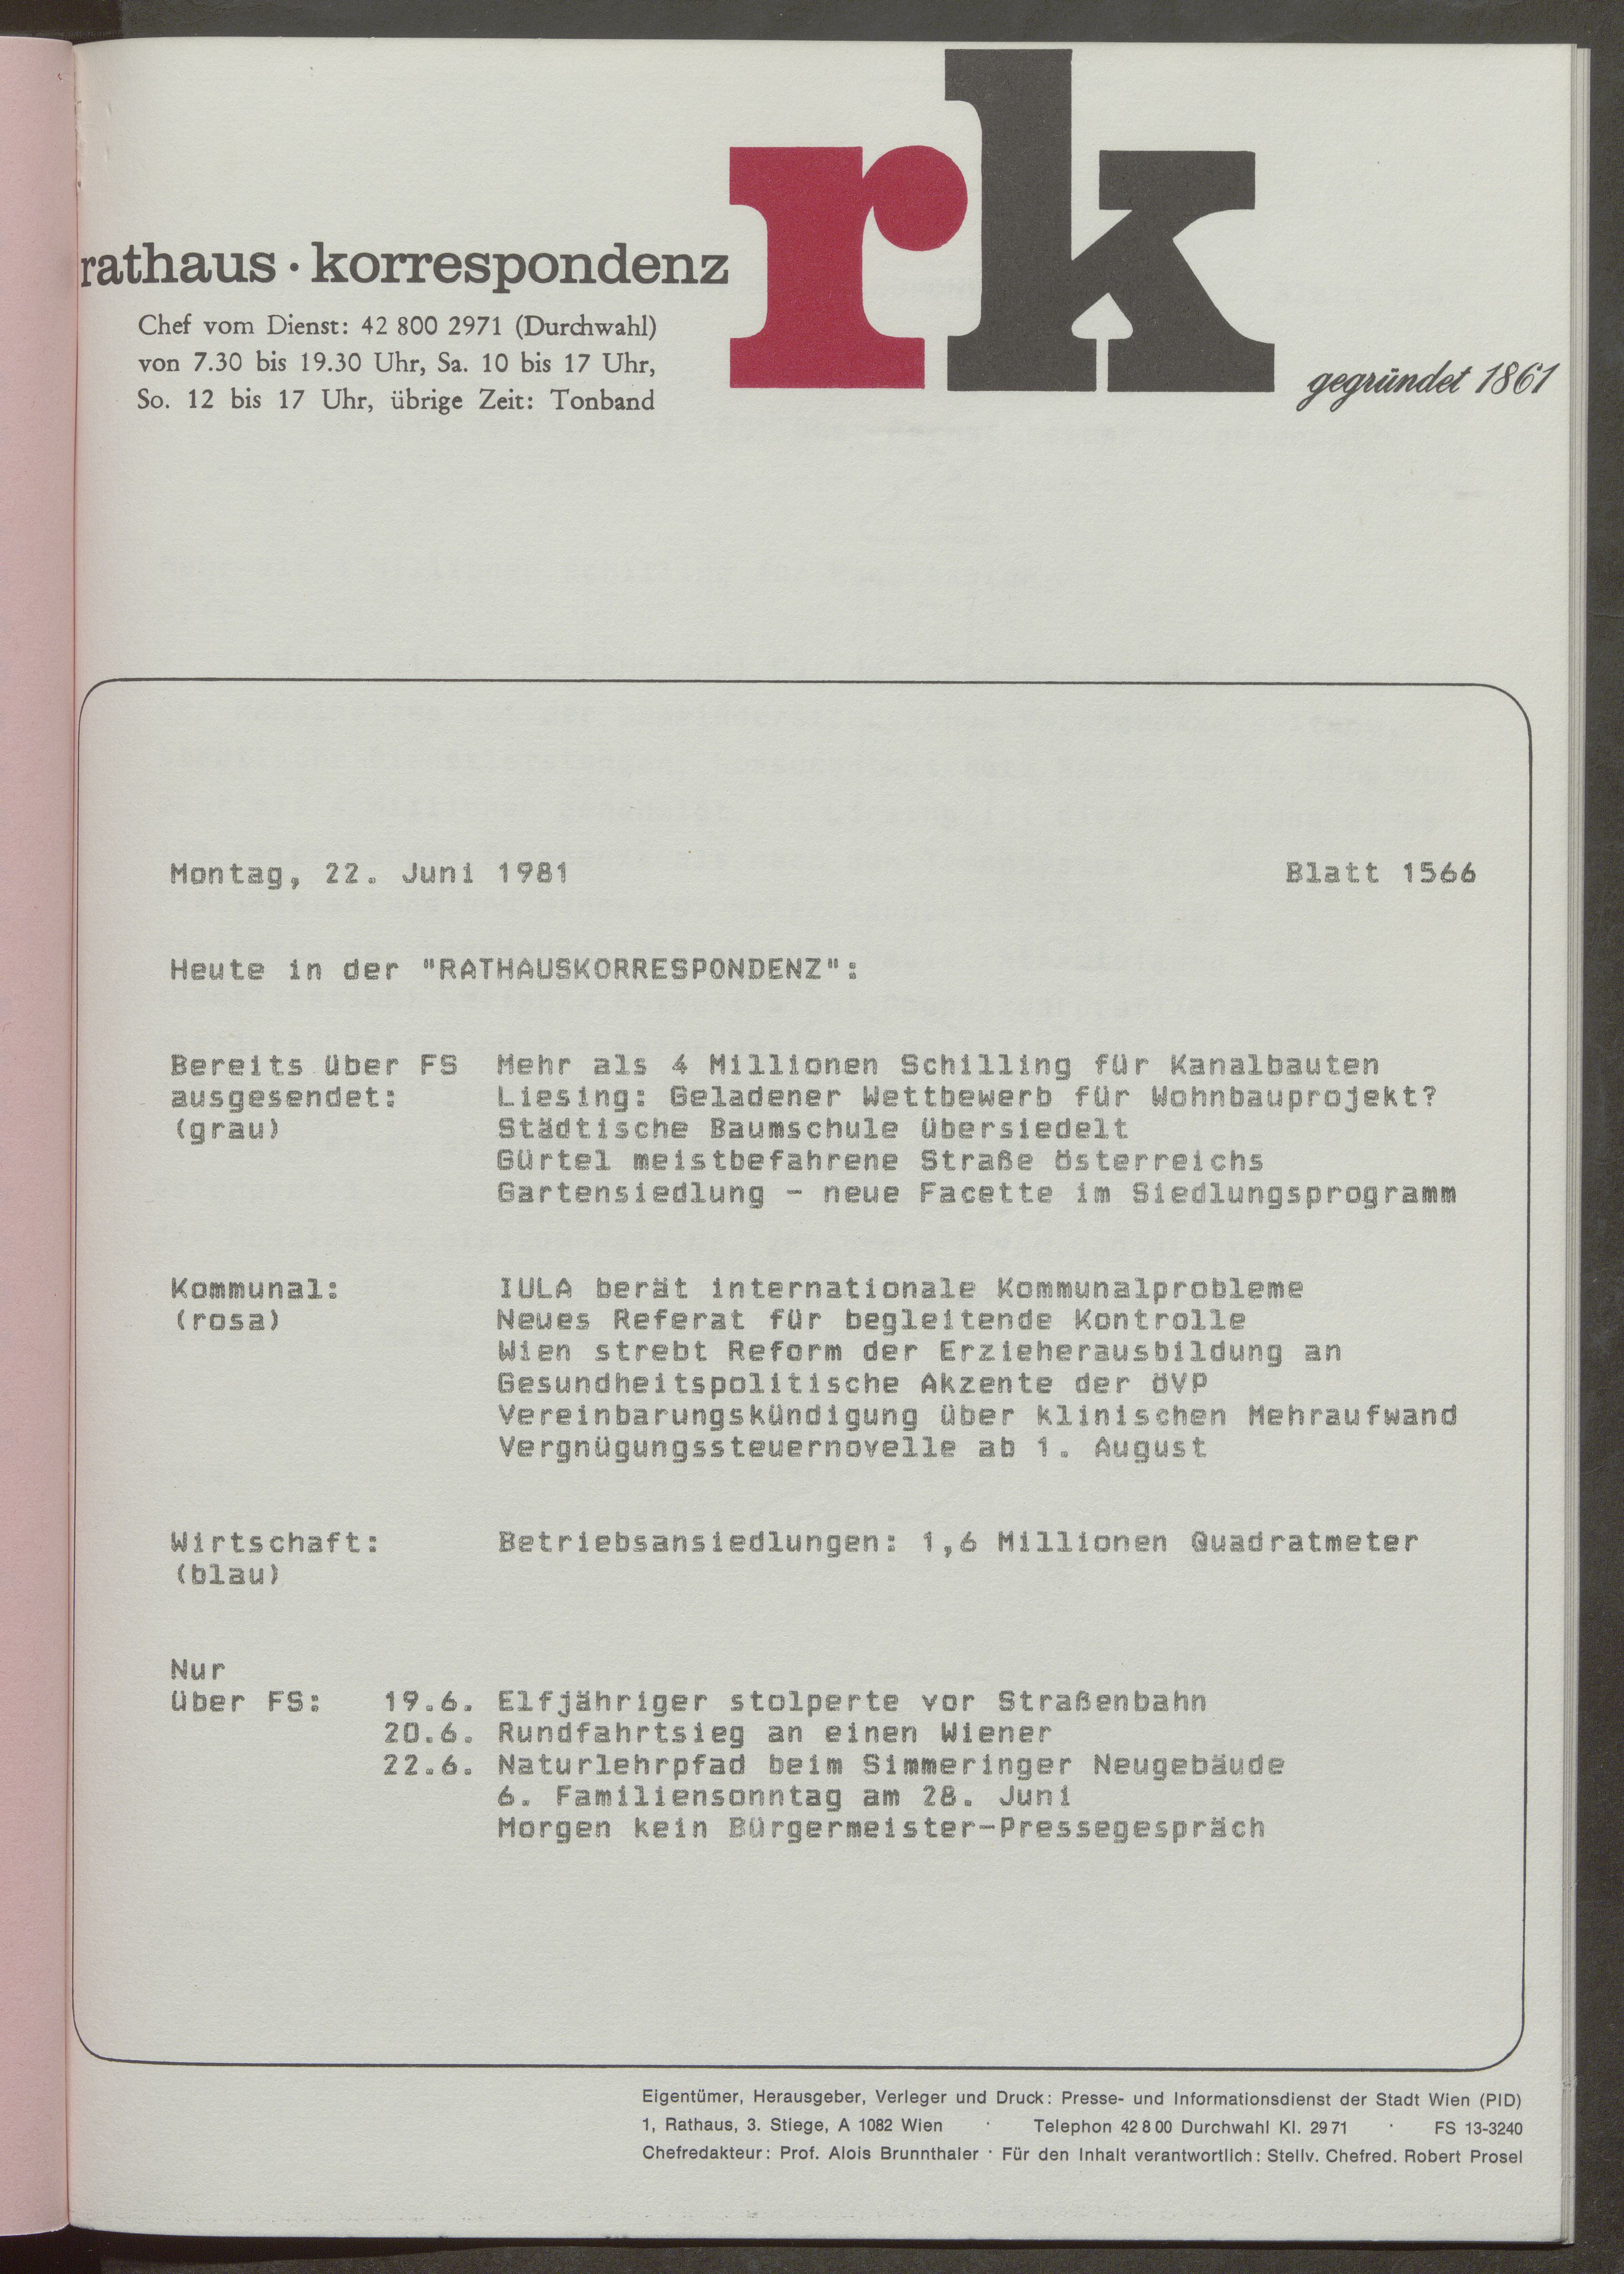 rk
rathaus · korrespondenz
Chef vom Dienst: 42 800 2971 (Durchwahl)
von 7.30 bis 19.30 Uhr, Sa. 10 bis 17 Uhr,
So. 12 bis 17 Uhr, übrige Zeit: Tonband
gegründet 1861
Montag, 22. Juni 1981 Blatt 1566
Heute in der "RATHAUSKORRESPONDENZ":
Bereits über FS Mehr als 4 Millionen Schilling für Kanalbauten
ausgesendet: Liesing: Geladener Wettbewerb für Wohnbauprojekt?
(grau) Städtische Baumschule übersiedelt
Gürtel meistbefahrene Straße Österreichs
Gartensiedlung - neue Facette im Siedlungsprogramm
Kommunal: IULA berät internationale Kommunalprobleme
(rosa) Neues Referat für begleitende Kontrolle
Wien strebt Reform der Erzieherausbildung an
Gesundheitspolitische Akzente der ÖVP
Vereinbarungskündigung über klinischen Mehraufwand
Vergnügungssteuernovelle ab 1. August
Wirtschaft: Betriebsansiedlungen: 1,6 Millionen Quadratmeter
(blau)
Nur
über FS: 19.6. Elfjähriger stolperte vor Straßenbahn
20.6. Rundfahrtsieg an einen Wiener
22.6. Naturlehrpfad beim Simmeringer Neugebäude
6. Familiensonntag am 28. Juni
Morgen kein Bürgermeister-Pressegespräch
Eigentümer, Herausgeber, Verleger und Druck: Presse- und Informationsdienst der Stadt Wien (PID)
1, Rathaus, 3. Stiege, A 1082 Wien · Telephon 42 8 00 Durchwahl Kl. 29 71 · FS 13-3240
Chefredakteur: Prof. Alois Brunnthaler · Für den Inhalt verantwortlich: Stellv. Chefred. Robert Prosel